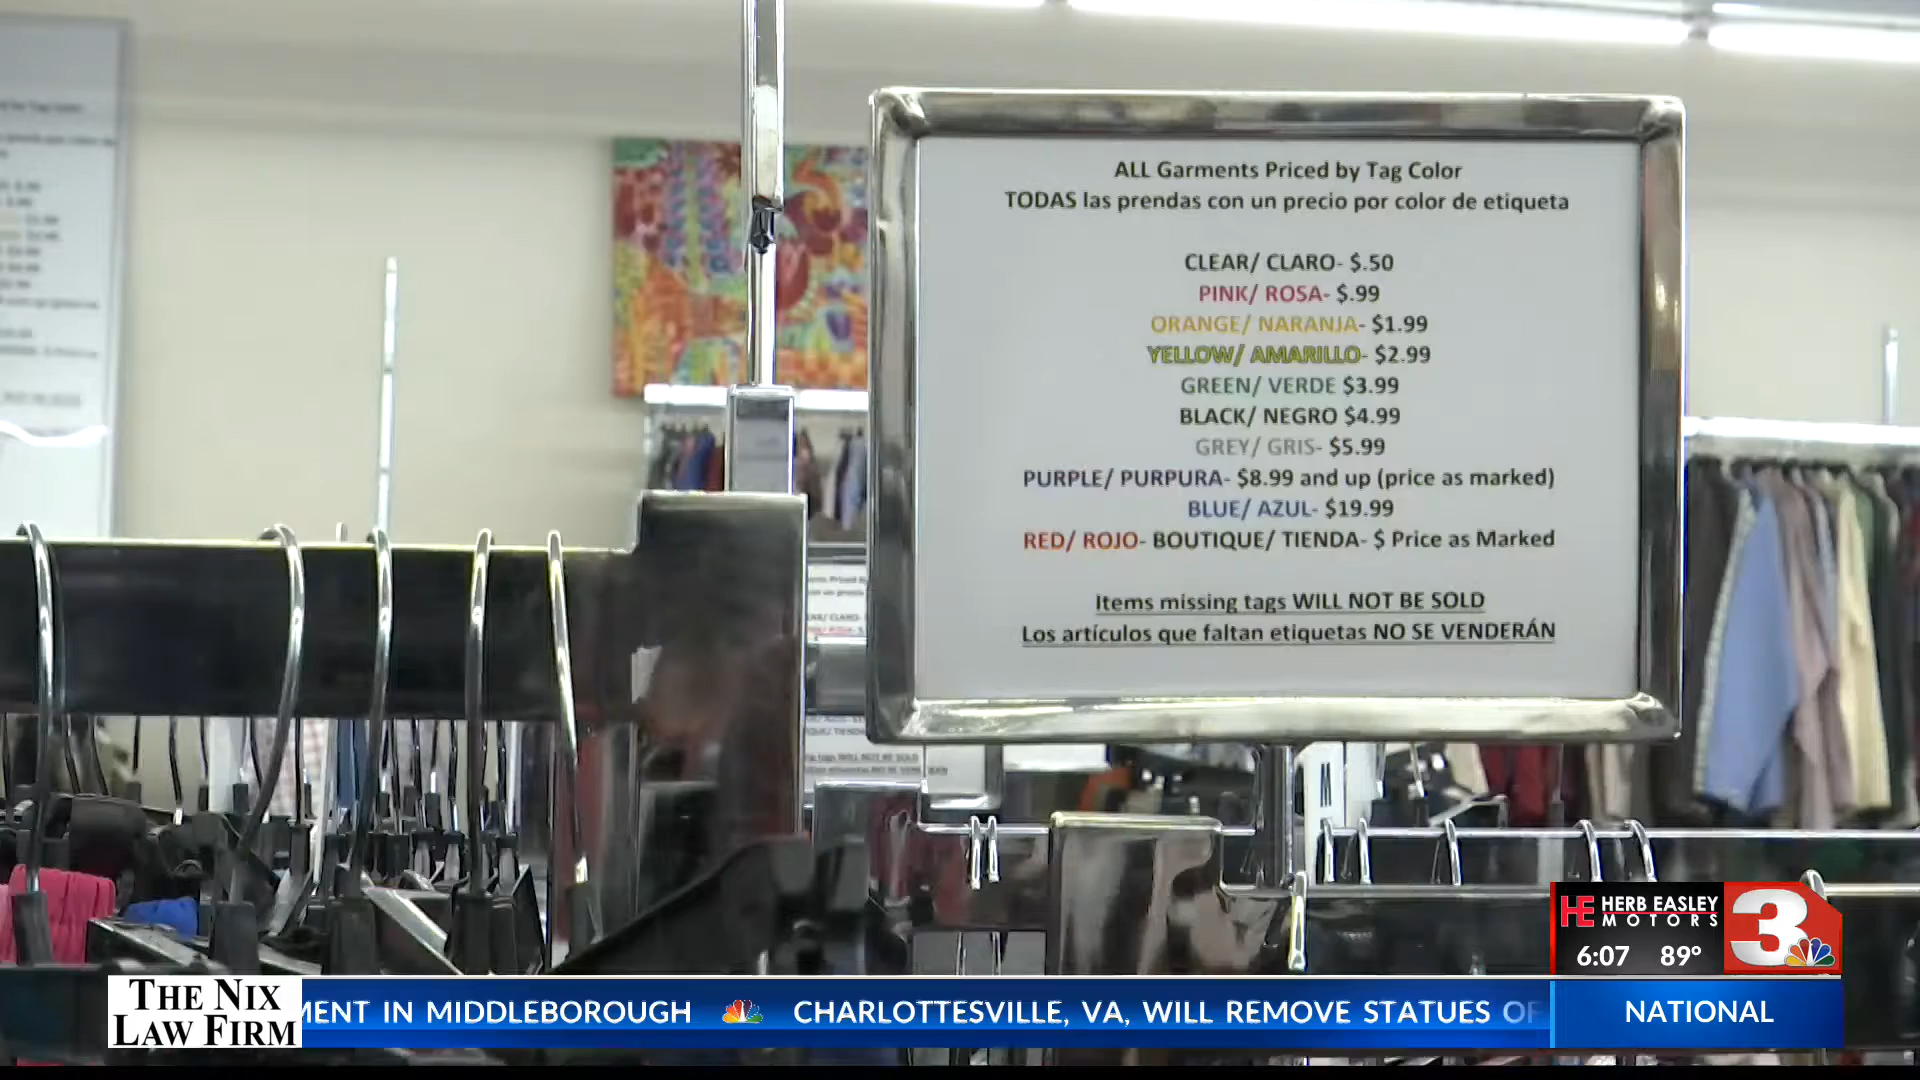 ALL Garments Priced by Tag Color
TODAS las prendas con un precio por color de etiqueta
CLEAR/ CLARO- $.50
PINK/ ROSA- $.99
ORANGE/ NARANJA- $1.99
YELLOW/ AMARILLO- $2.99
GREEN/ VERDE $3.99
BLACK/ NEGRO $4.99
GREY/ GRIS- $5.99
PURPLE/ PURPURA- $8.99 and up (price as marked)
BLUE/ AZUL- $19.99
RED/ ROJO- BOUTIQUE/ TIENDA- $ Price as Marked
Items missing tags WILL NOT BE SOLD
Los artículos que faltan etiquetas NO SE VENDERÁN
M
HE HERB EASLEY
MOTORS
3
6:07 89°
THE NIX
LAW FIRM
MENT IN MIDDLEBOROUGH CHARLOTTESVILLE, VA, WILL REMOVE STATUES OF
NATIONAL